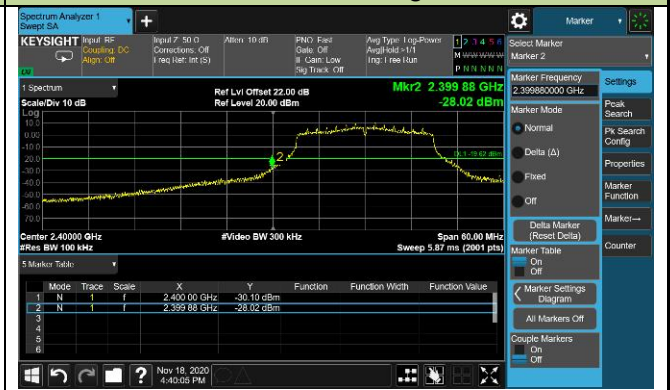 Spectrum Analyzer 1
Swept SA
+
Marker
KEYSIGHT Input: RF
Coupling: DC
Align: Off
Input Z: 50 Ω
Corrections: Off
Freq Ref: Int (S)
Atten: 10 dB
PNO: Fast
Gate: Off
IF Gain: Low
Sig Track: Off
Avg Type: Log-Power
Avg|Hold:>1/1
Trig: Free Run
1 2 3 4 5 6
M W W W W W
P N N N N N
Select Marker
Marker 2
Marker Frequency
2.399880000 GHz
Settings
1 Spectrum
Scale/Div 10 dB
Log
Ref Lvl Offset 22.00 dB
Ref Level 20.00 dBm
Mkr2 2.399 88 GHz
-28.02 dBm
10.0
0.00
-10.0
-20.0
-30.0
-40.0
-50.0
-60.0
-70.0
2
DL1 -19.62 dBm
Center 2.40000 GHz
#Res BW 100 kHz
#Video BW 300 kHz
Span 60.00 MHz
Sweep 5.87 ms (2001 pts)
Marker Mode
Normal
Delta (Δ)
Fixed
Off
Delta Marker
(Reset Delta)
Marker Table
On
Off
Marker Settings
Diagram
All Markers Off
Couple Markers
On
Off
Peak
Search
Pk Search
Config
Properties
Marker
Function
Marker→
Counter
5 Marker Table
Mode Trace Scale X Y Function Function Width Function Value
1 N 1 f 2.400 00 GHz -30.10 dBm
2 N 1 f 2.399 88 GHz -28.02 dBm
3
4
5
6
?
Nov 18, 2020
4:40:05 PM